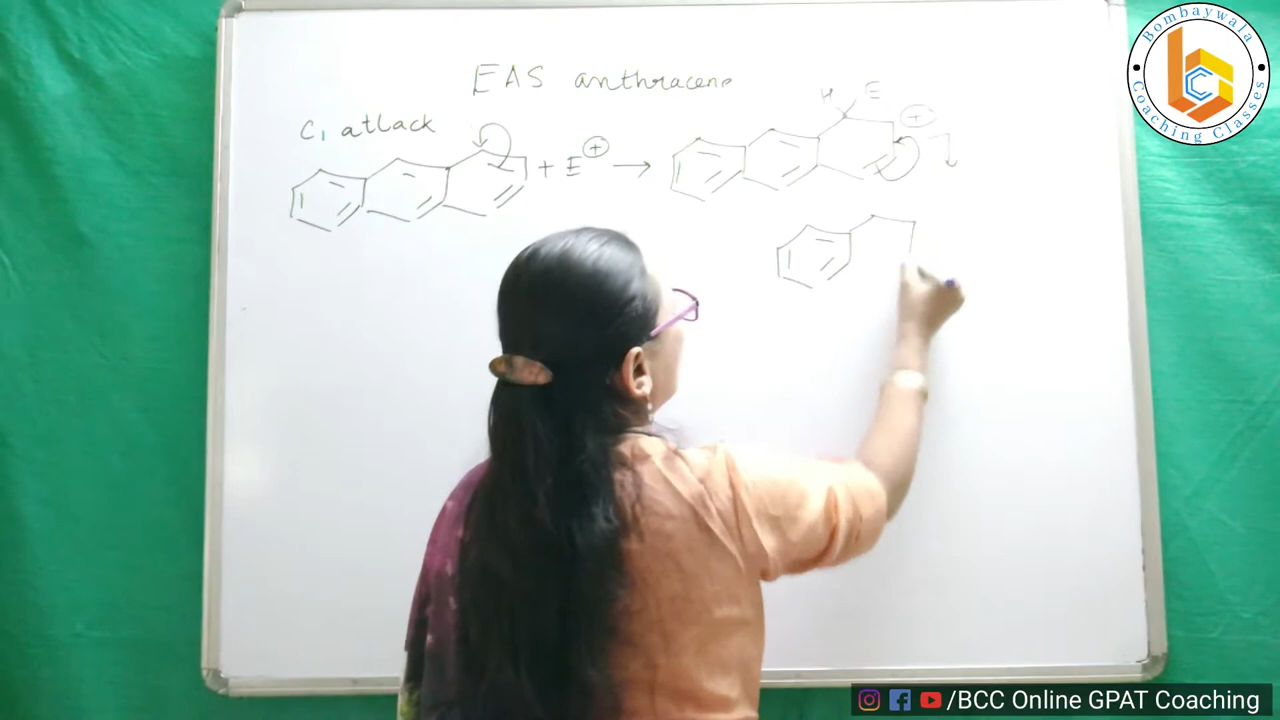 Bombaywala
Coaching Classes
EAS anthracene
C1 attack
+ E + →
H E
+
/BCC Online GPAT Coaching